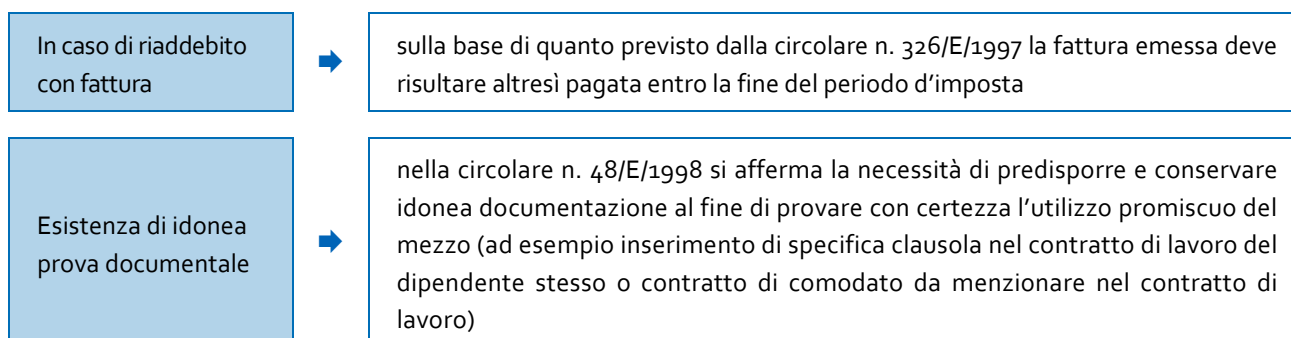 In caso di riaddebito
con fattura
sulla base di quanto previsto dalla circolare n. 326/E/1997 la fattura emessa deve
risultare altresì pagata entro la fine del periodo d’imposta
Esistenza di idonea
prova documentale
nella circolare n. 48/E/1998 si afferma la necessità di predisporre e conservare
idonea documentazione al fine di provare con certezza l’utilizzo promiscuo del
mezzo (ad esempio inserimento di specifica clausola nel contratto di lavoro del
dipendente stesso o contratto di comodato da menzionare nel contratto di
lavoro)